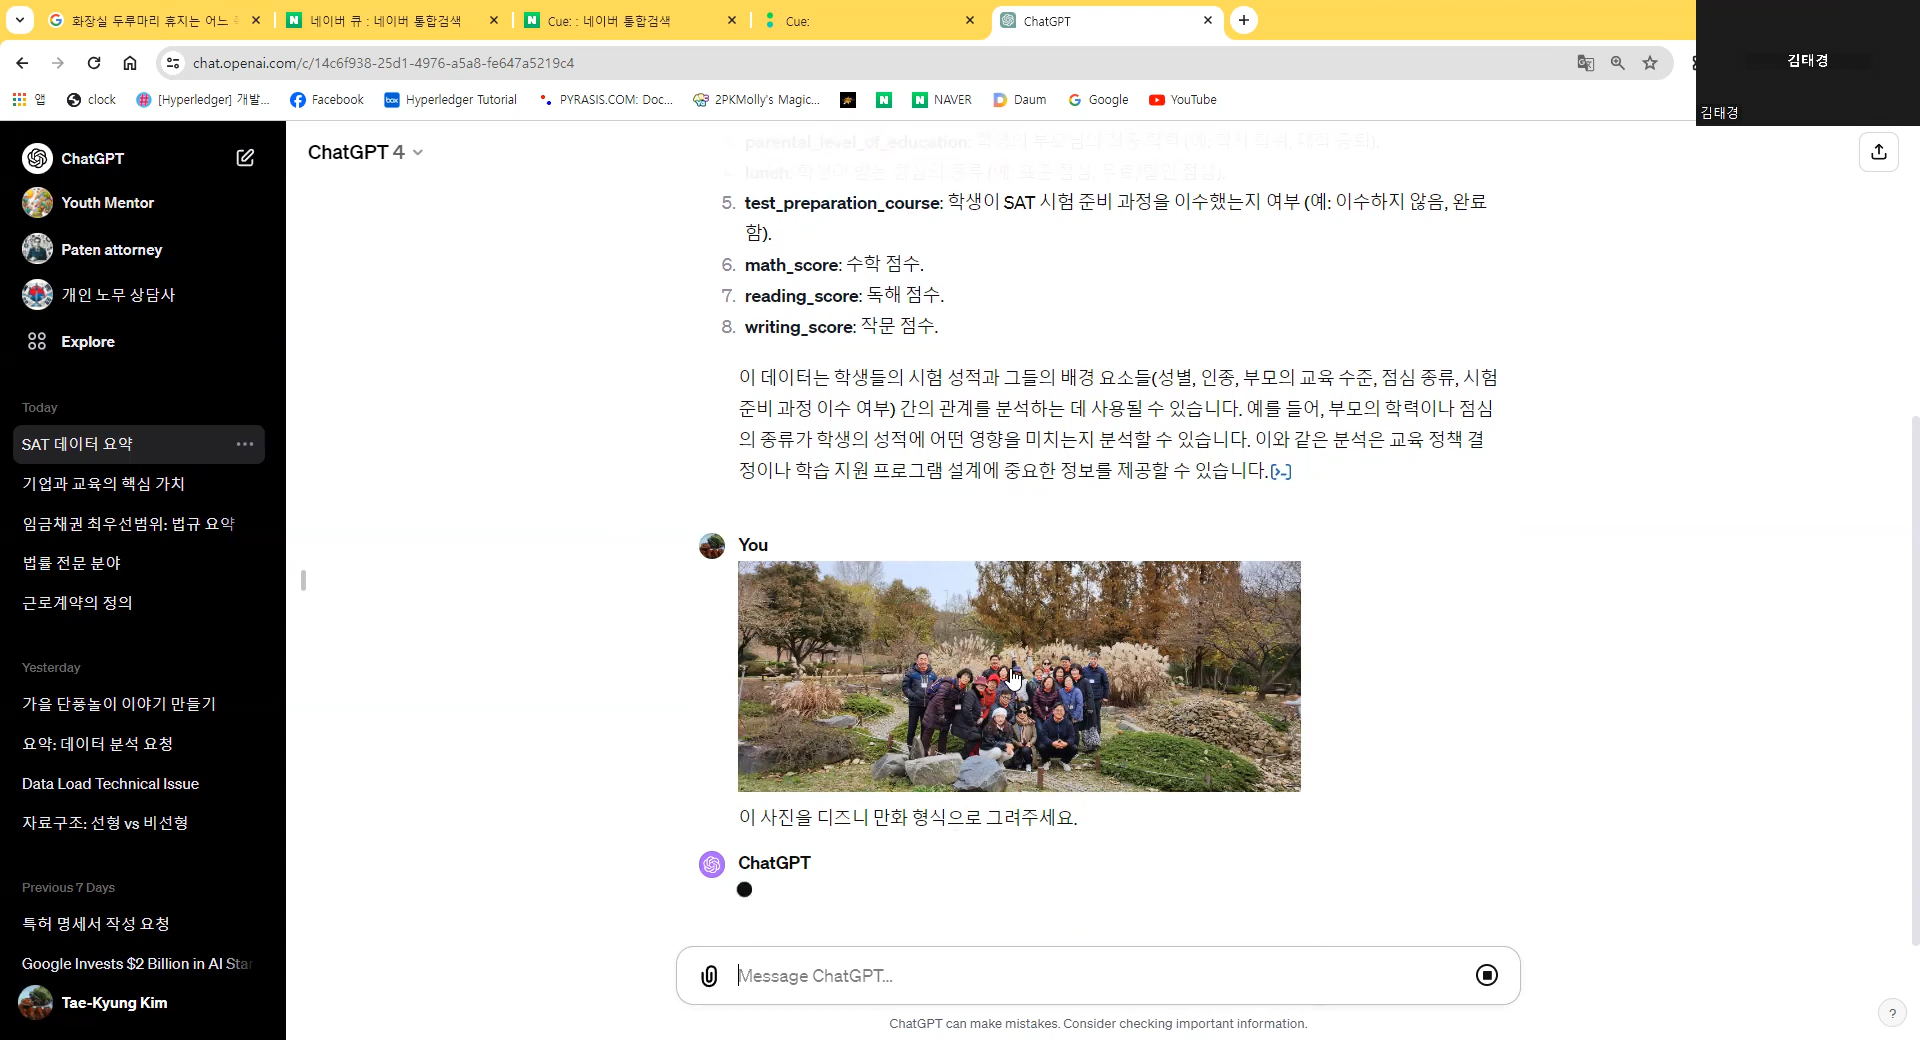 화장실 두루마리 휴지는 어느
네이버 큐 : 네이버 통합검색
Cue: : 네이버 통합검색
Cue:
ChatGPT
chat.openai.com/c/14c6f938-25d1-4976-a5a8-fe647a5219c4
앱
clock
[Hyperledger] 개발...
Facebook
box
Hyperledger Tutorial
PYRASIS.COM: Doc...
2PKMolly's Magic...
N
N NAVER
Daum
Google
YouTube
김태경
김태경
ChatGPT
Youth Mentor
Paten attorney
개인 노무 상담사
Explore
Today
SAT 데이터 요약
기업과 교육의 핵심 가치
임금채권 최우선범위: 법규 요약
법률 전문 분야
근로계약의 정의
Yesterday
가을 단풍놀이 이야기 만들기
요약: 데이터 분석 요청
Data Load Technical Issue
자료구조: 선형 vs 비선형
Previous 7 Days
특허 명세서 작성 요청
Google Invests $2 Billion in AI Star
Tae-Kyung Kim
ChatGPT 4
parental_level_of_education:
lunch:
5. test_preparation_course: 학생이 SAT 시험 준비 과정을 이수했는지 여부 (예: 이수하지 않음, 완료
함).
6. math_score: 수학 점수.
7. reading_score: 독해 점수.
8. writing_score: 작문 점수.
이 데이터는 학생들의 시험 성적과 그들의 배경 요소들(성별, 인종, 부모의 교육 수준, 점심 종류, 시험
준비 과정 이수 여부) 간의 관계를 분석하는 데 사용될 수 있습니다. 예를 들어, 부모의 학력이나 점심
의 종류가 학생의 성적에 어떤 영향을 미치는지 분석할 수 있습니다. 이와 같은 분석은 교육 정책 결
정이나 학습 지원 프로그램 설계에 중요한 정보를 제공할 수 있습니다. [>-]
You
이 사진을 디즈니 만화 형식으로 그려주세요.
ChatGPT
Message ChatGPT...
ChatGPT can make mistakes. Consider checking important information.
?